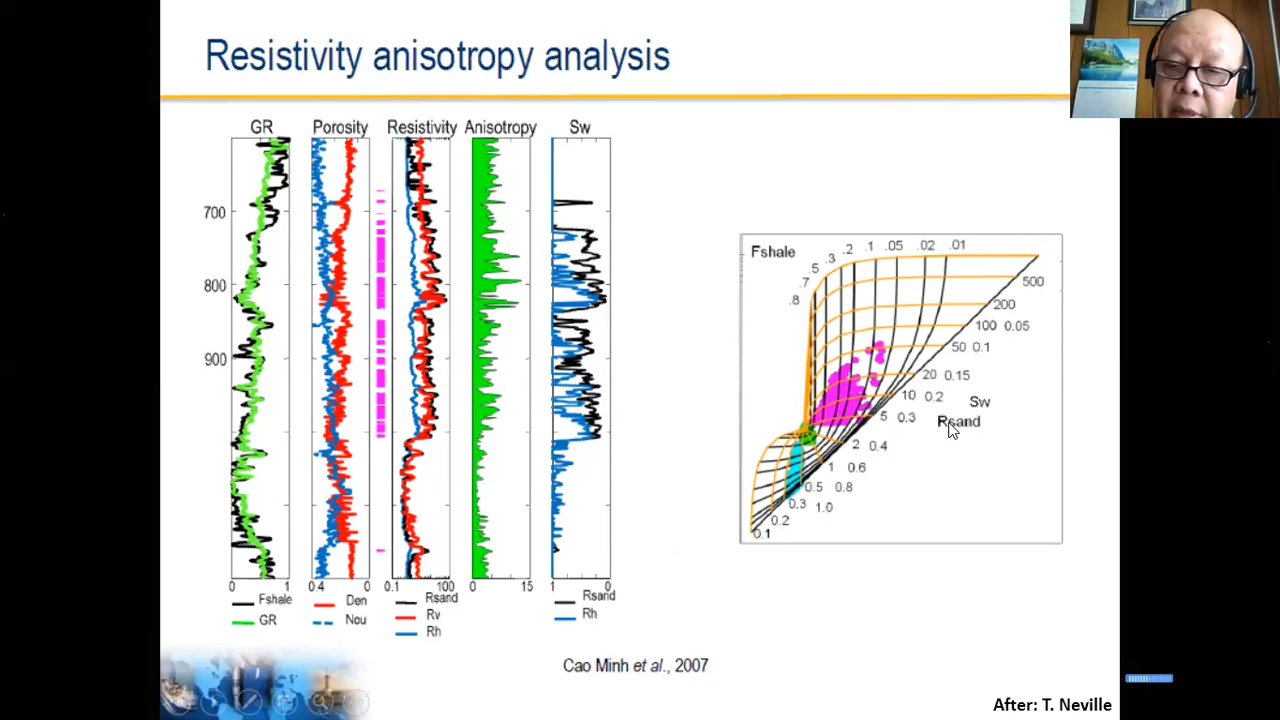 Resistivity anisotropy analysis
GR
Porosity
Resistivity
Anisotropy
Sw
700
800
900
0 1
0.4 0
0.1 100
0 15
1 0
Fshale
GR
Den
Nou
Rsand
Rv
Rh
Rsand
Rh
Fshale
.8 .7 .5 .3 .2 .1 .05 .02 .01
500
200
100 0.05
50 0.1
20 0.15
10 0.2
Sw
5 0.3
Rsand
2 0.4
1 0.6
0.5 0.8
0.3 1.0
0.2
0.1
Cao Minh et al., 2007
After: T. Neville